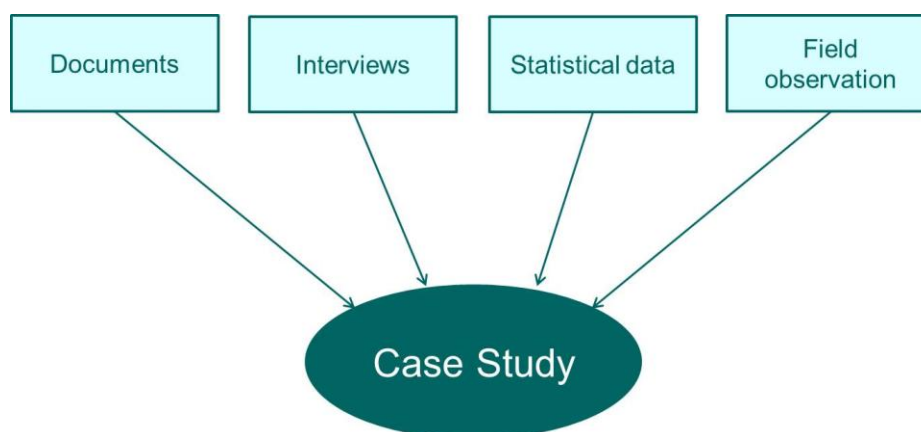 Documents
Interviews
Statistical data
Field
observation
Case Study